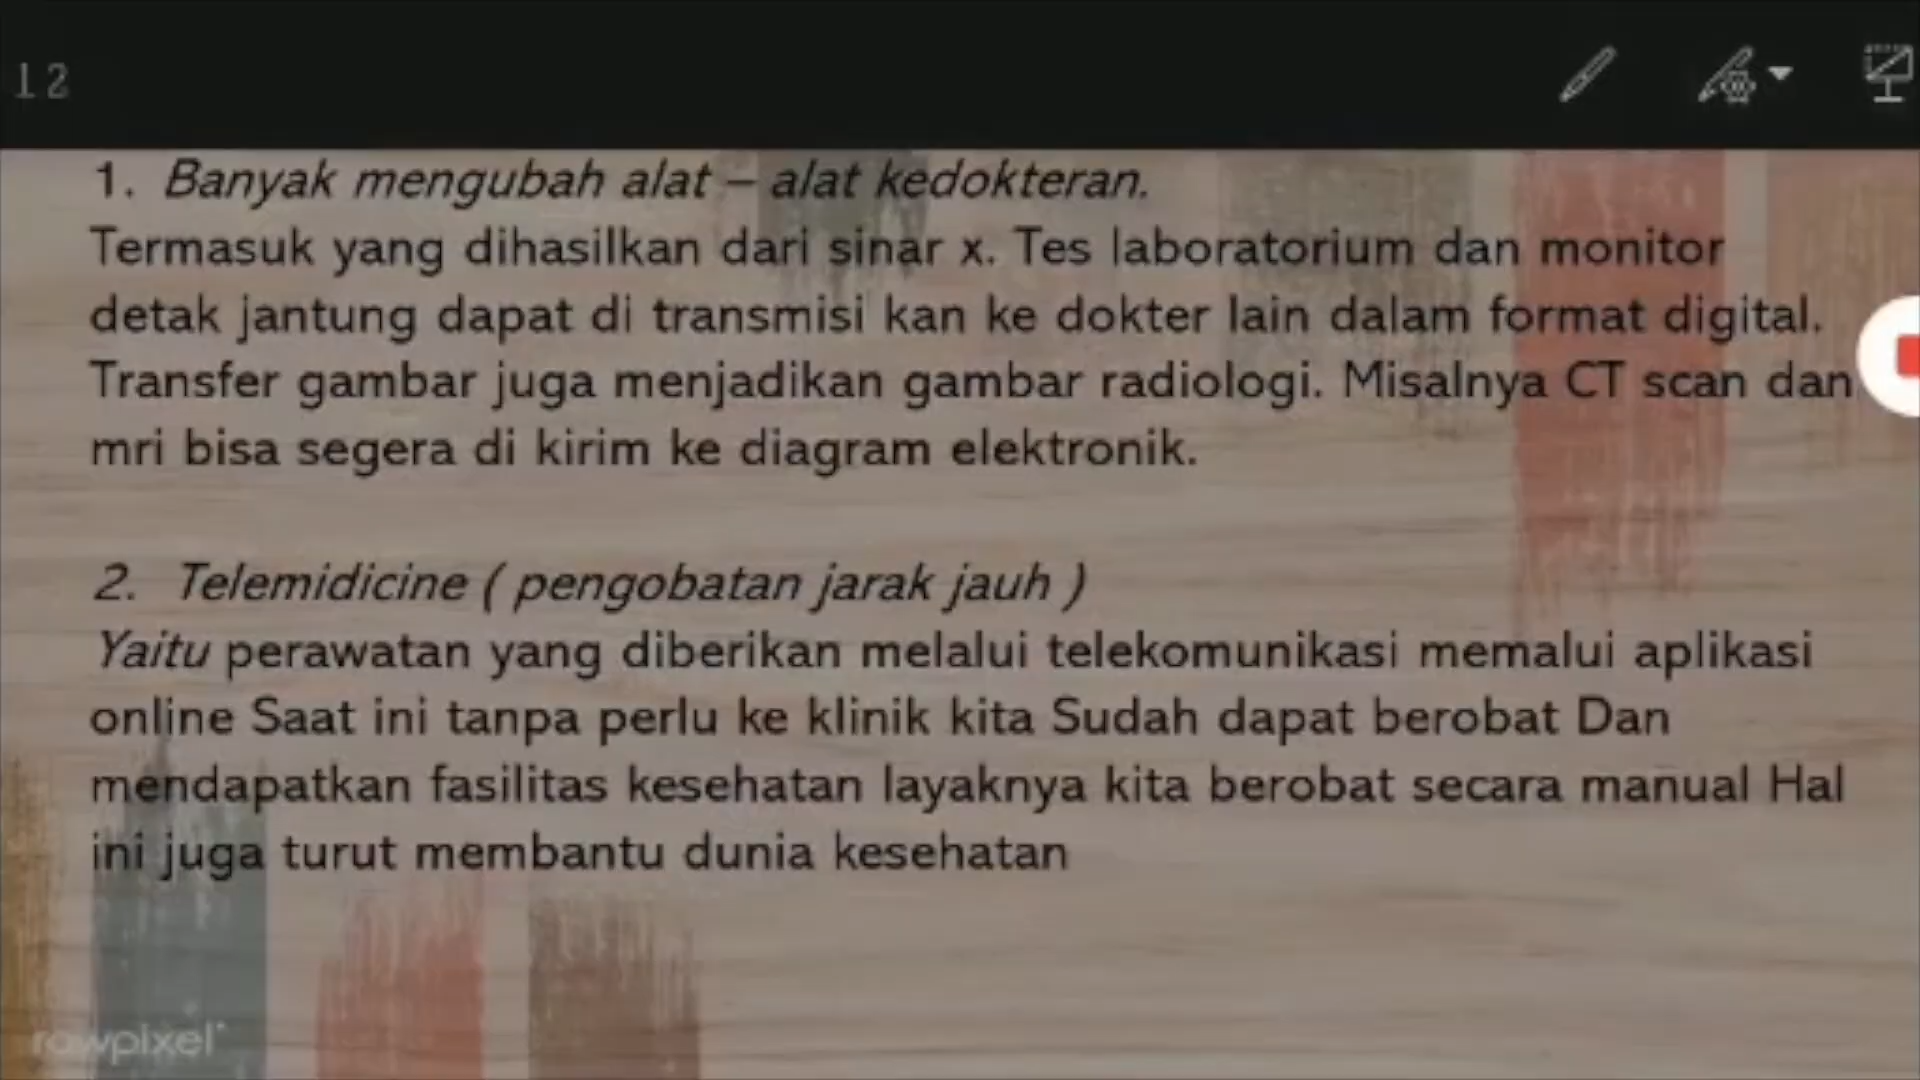 12
1. Banyak mengubah alat – alat kedokteran.
Termasuk yang dihasilkan dari sinar x. Tes laboratorium dan monitor
detak jantung dapat di transmisi kan ke dokter lain dalam format digital.
Transfer gambar juga menjadikan gambar radiologi. Misalnya CT scan dan
mri bisa segera di kirim ke diagram elektronik.
2. Telemidicine ( pengobatan jarak jauh )
Yaitu perawatan yang diberikan melalui telekomunikasi memalui aplikasi
online Saat ini tanpa perlu ke klinik kita Sudah dapat berobat Dan
mendapatkan fasilitas kesehatan layaknya kita berobat secara manual Hal
ini juga turut membantu dunia kesehatan
rawpixel